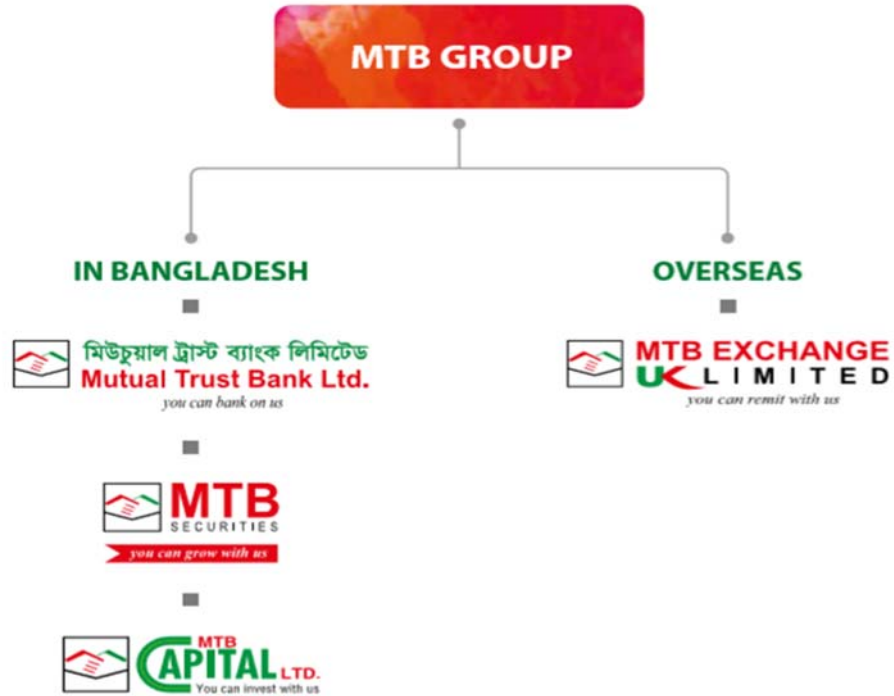 MTB GROUP
IN BANGLADESH
মিউচুয়াল ট্রাস্ট ব্যাংক লিমিটেড
Mutual Trust Bank Ltd.
you can bank on us
MTB
SECURITIES
you can grow with us
MTB
CAPITAL LTD.
You can invest with us
OVERSEAS
MTB EXCHANGE
UK LIMITED
you can remit with us